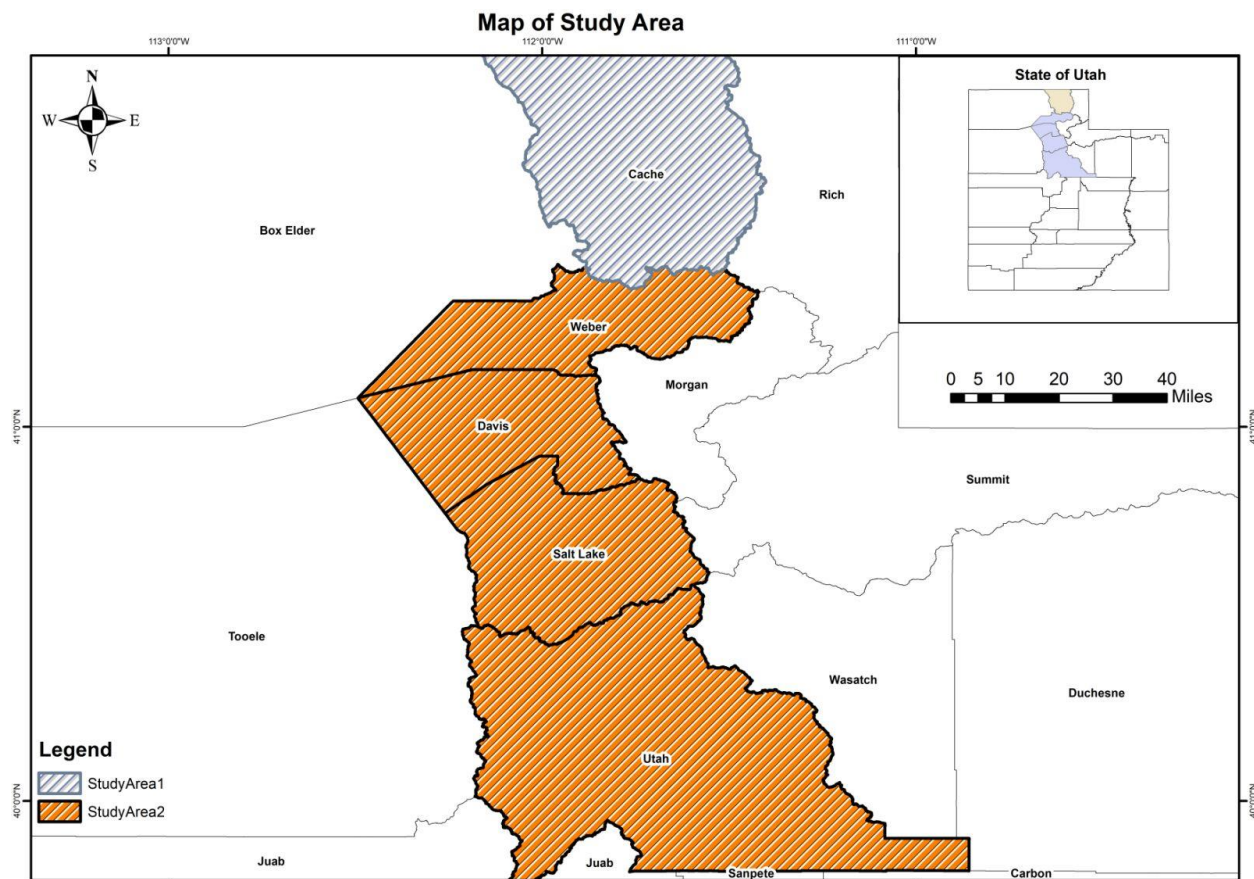 Map of Study Area
113°0'0"W
112°0'0"W
111°0'0"W
N
W
E
S
State of Utah
Cache
Rich
Box Elder
Weber
Morgan
0 5 10 20 30 40
Miles
41°0'0"N
41°0'0"N
Davis
Summit
Salt Lake
Tooele
Wasatch
Duchesne
Utah
Legend
StudyArea1
StudyArea2
40°0'0"N
40°0'0"N
Juab
Juab
Sanpete
Carbon